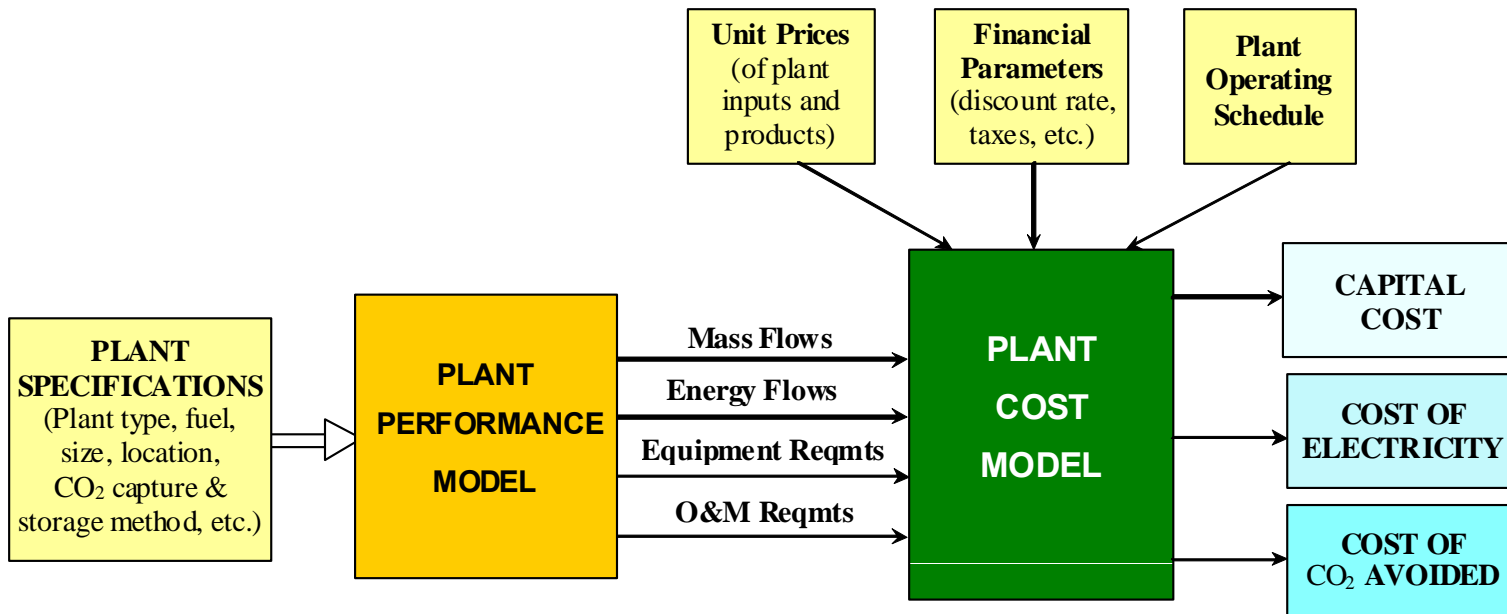 Unit Prices
(of plant
inputs and
products)
Financial
Parameters
(discount rate,
taxes, etc.)
Plant
Operating
Schedule
PLANT
SPECIFICATIONS
(Plant type, fuel,
size, location,
CO₂ capture &
storage method, etc.)
PLANT
PERFORMANCE
MODEL
Mass Flows
Energy Flows
Equipment Reqmts
O&M Reqmts
PLANT
COST
MODEL
CAPITAL
COST
COST OF
ELECTRICITY
COST OF
CO₂ AVOIDED